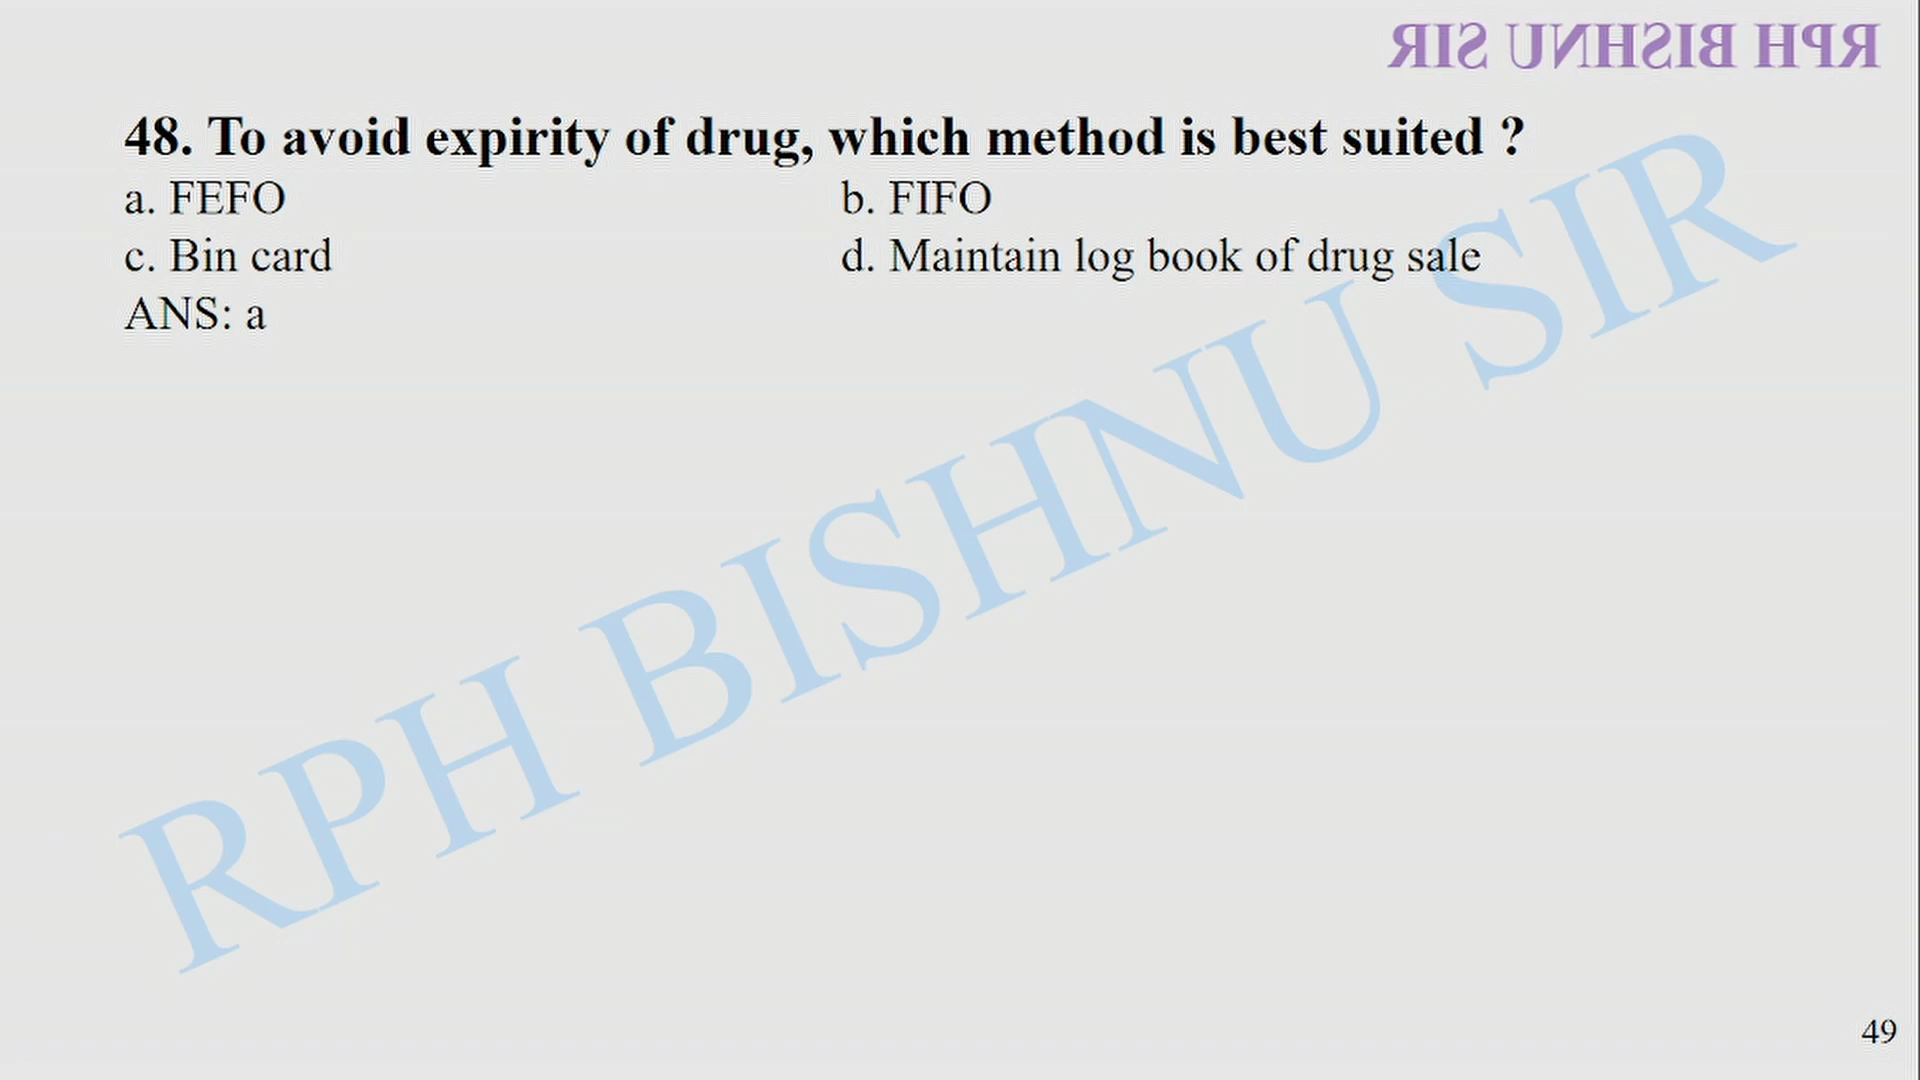 RPH BISHNU SIR
48. To avoid expirity of drug, which method is best suited ?
a. FEFO b. FIFO
c. Bin card d. Maintain log book of drug sale
ANS: a
RPH BISHNU SIR
49